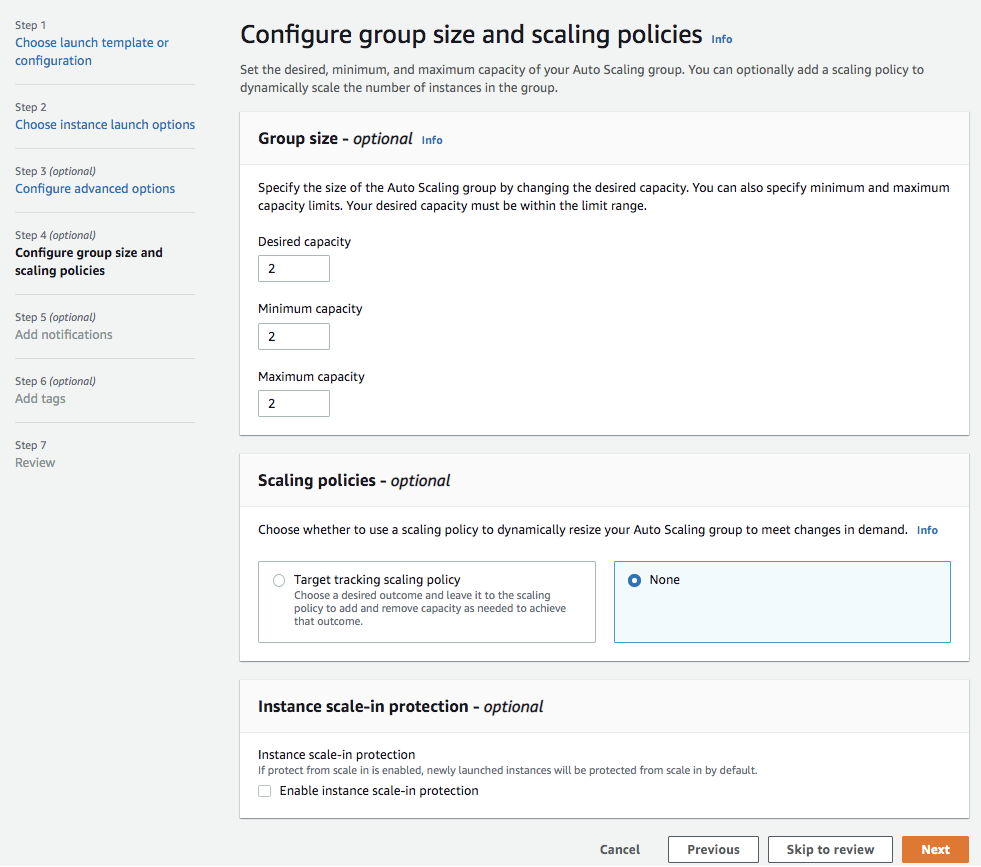 Step 1
Choose launch template or
configuration
Step 2
Choose instance launch options
Step 3 (optional)
Configure advanced options
Step 4 (optional)
Configure group size and
scaling policies
Step 5 (optional)
Add notifications
Step 6 (optional)
Add tags
Step 7
Review
Configure group size and scaling policies Info
Set the desired, minimum, and maximum capacity of your Auto Scaling group. You can optionally add a scaling policy to
dynamically scale the number of instances in the group.
Group size - optional Info
Specify the size of the Auto Scaling group by changing the desired capacity. You can also specify minimum and maximum
capacity limits. Your desired capacity must be within the limit range.
Desired capacity
2
Minimum capacity
2
Maximum capacity
2
Scaling policies - optional
Choose whether to use a scaling policy to dynamically resize your Auto Scaling group to meet changes in demand. Info
Target tracking scaling policy
Choose a desired outcome and leave it to the scaling
policy to add and remove capacity as needed to achieve
that outcome.
None
Instance scale-in protection - optional
Instance scale-in protection
If protect from scale in is enabled, newly launched instances will be protected from scale in by default.
Enable instance scale-in protection
Cancel Previous Skip to review Next